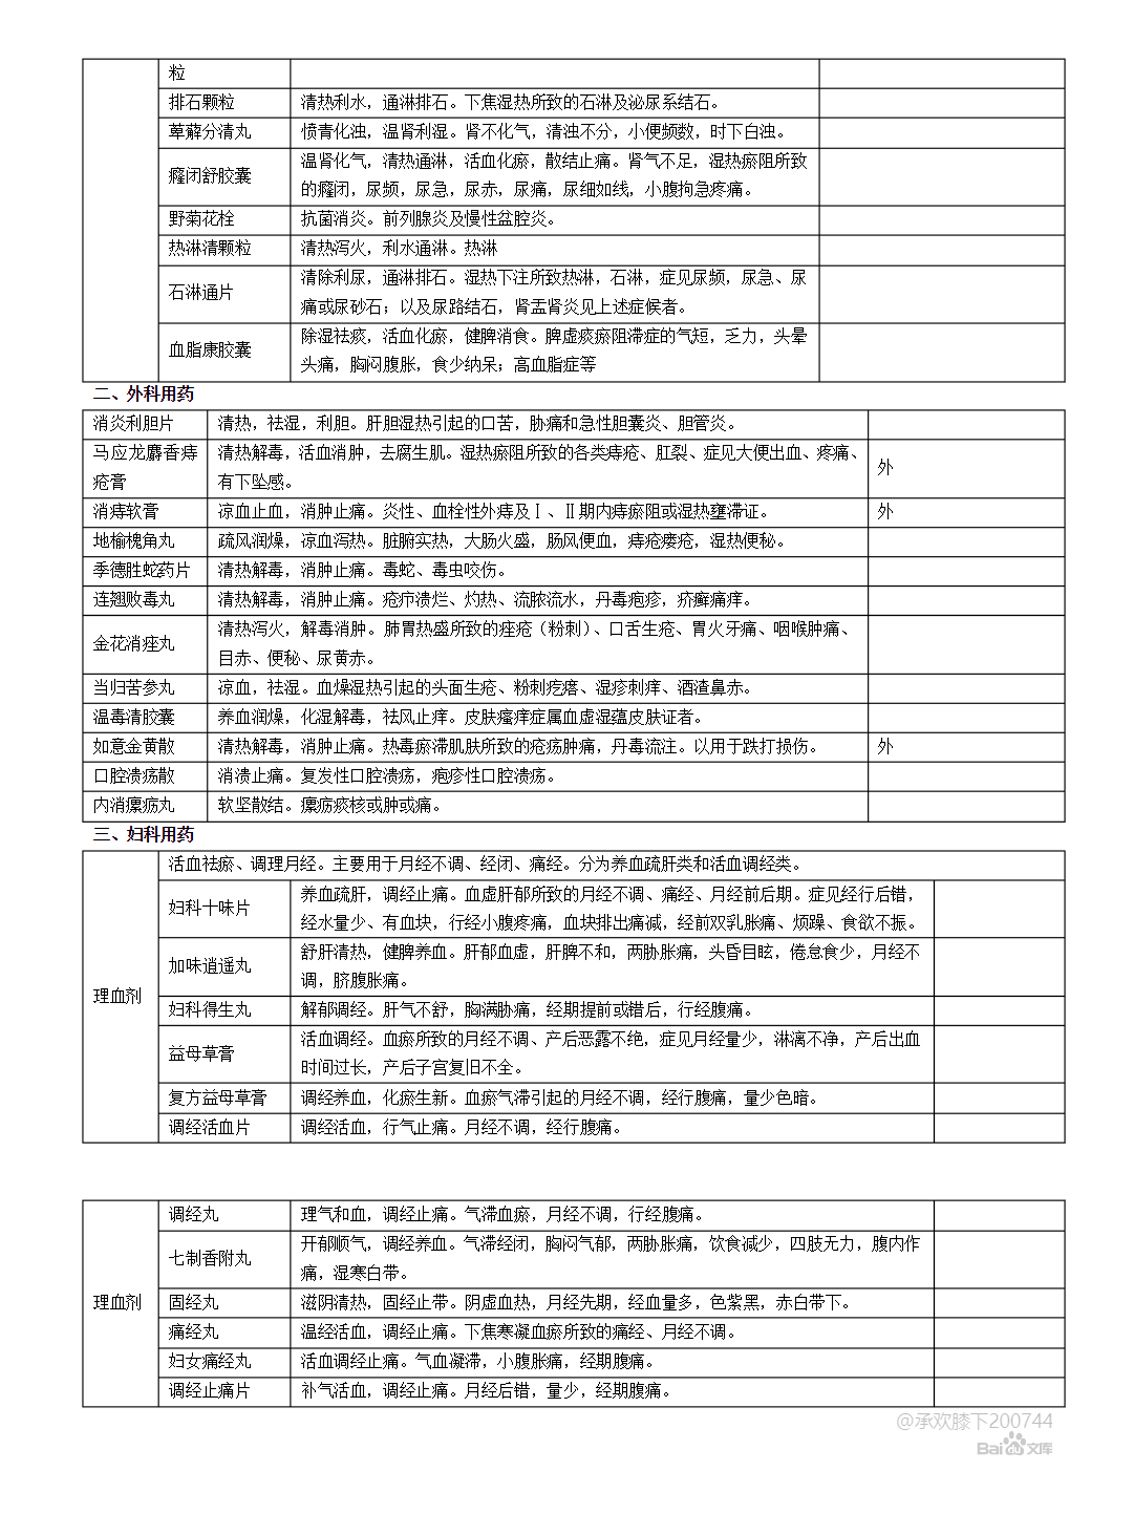 粒
排石颗粒 清热利水，通淋排石。下焦湿热所致的石淋及泌尿系结石。
萆薢分清丸 愤青化浊，温肾利湿。肾不化气，清浊不分，小便频数，时下白浊。
癃闭舒胶囊 温肾化气，清热通淋，活血化瘀，散结止痛。肾气不足，湿热瘀阻所致
的癃闭，尿频，尿急，尿赤，尿痛，尿细如线，小腹拘急疼痛。
野菊花栓 抗菌消炎。前列腺炎及慢性盆腔炎。
热淋清颗粒 清热泻火，利水通淋。热淋
石淋通片 清除利尿，通淋排石。湿热下注所致热淋，石淋，症见尿频，尿急、尿
痛或尿砂石；以及尿路结石，肾盂肾炎见上述症候者。
血脂康胶囊 除湿祛痰，活血化瘀，健脾消食。脾虚痰瘀阻滞症的气短，乏力，头晕
头痛，胸闷腹胀，食少纳呆；高血脂症等
二、外科用药
消炎利胆片 清热，祛湿，利胆。肝胆湿热引起的口苦，胁痛和急性胆囊炎、胆管炎。
马应龙麝香痔 清热解毒，活血消肿，去腐生肌。湿热瘀阻所致的各类痔疮、肛裂、症见大便出血、疼痛、
疮膏 有下坠感。 外
消痔软膏 凉血止血，消肿止痛。炎性、血栓性外痔及Ⅰ、Ⅱ期内痔瘀阻或湿热壅滞证。 外
地榆槐角丸 疏风润燥，凉血泻热。脏腑实热，大肠火盛，肠风便血，痔疮瘘疮，湿热便秘。
季德胜蛇药片 清热解毒，消肿止痛。毒蛇、毒虫咬伤。
连翘败毒丸 清热解毒，消肿止痛。疮疖溃烂、灼热、流脓流水，丹毒疱疹，疥癣痛痒。
金花消痤丸 清热泻火，解毒消肿。肺胃热盛所致的痤疮（粉刺）、口舌生疮、胃火牙痛、咽喉肿痛、
目赤、便秘、尿黄赤。
当归苦参丸 凉血，祛湿。血燥湿热引起的头面生疮、粉刺疙瘩、湿疹刺痒、酒渣鼻赤。
温毒清胶囊 养血润燥，化湿解毒，祛风止痒。皮肤瘙痒症属血虚湿蕴皮肤证者。
如意金黄散 清热解毒，消肿止痛。热毒瘀滞肌肤所致的疮疡肿痛，丹毒流注。以用于跌打损伤。 外
口腔溃疡散 消溃止痛。复发性口腔溃疡，疱疹性口腔溃疡。
内消瘰疬丸 软坚散结。瘰疬痰核或肿或痛。
三、妇科用药
理血剂 活血祛瘀、调理月经。主要用于月经不调、经闭、痛经。分为养血疏肝类和活血调经类。
妇科十味片 养血疏肝，调经止痛。血虚肝郁所致的月经不调、痛经、月经前后期。症见经行后错，
经水量少、有血块，行经小腹疼痛，血块排出痛减，经前双乳胀痛、烦躁、食欲不振。
加味逍遥丸 舒肝清热，健脾养血。肝郁血虚，肝脾不和，两胁胀痛，头昏目眩，倦怠食少，月经不
调，脐腹胀痛。
妇科得生丸 解郁调经。肝气不舒，胸满胁痛，经期提前或错后，行经腹痛。
益母草膏 活血调经。血瘀所致的月经不调、产后恶露不绝，症见月经量少，淋漓不净，产后出血
时间过长，产后子宫复旧不全。
复方益母草膏 调经养血，化瘀生新。血瘀气滞引起的月经不调，经行腹痛，量少色暗。
调经活血片 调经活血，行气止痛。月经不调，经行腹痛。
理血剂 调经丸 理气和血，调经止痛。气滞血瘀，月经不调，行经腹痛。
七制香附丸 开郁顺气，调经养血。气滞经闭，胸闷气郁，两胁胀痛，饮食减少，四肢无力，腹内作
痛，湿寒白带。
固经丸 滋阴清热，固经止带。阴虚血热，月经先期，经血量多，色紫黑，赤白带下。
痛经丸 温经活血，调经止痛。下焦寒凝血瘀所致的痛经、月经不调。
妇女痛经丸 活血调经止痛。气血凝滞，小腹胀痛，经期腹痛。
调经止痛片 补气活血，调经止痛。月经后错，量少，经期腹痛。
@承欢膝下200744
Bai文库